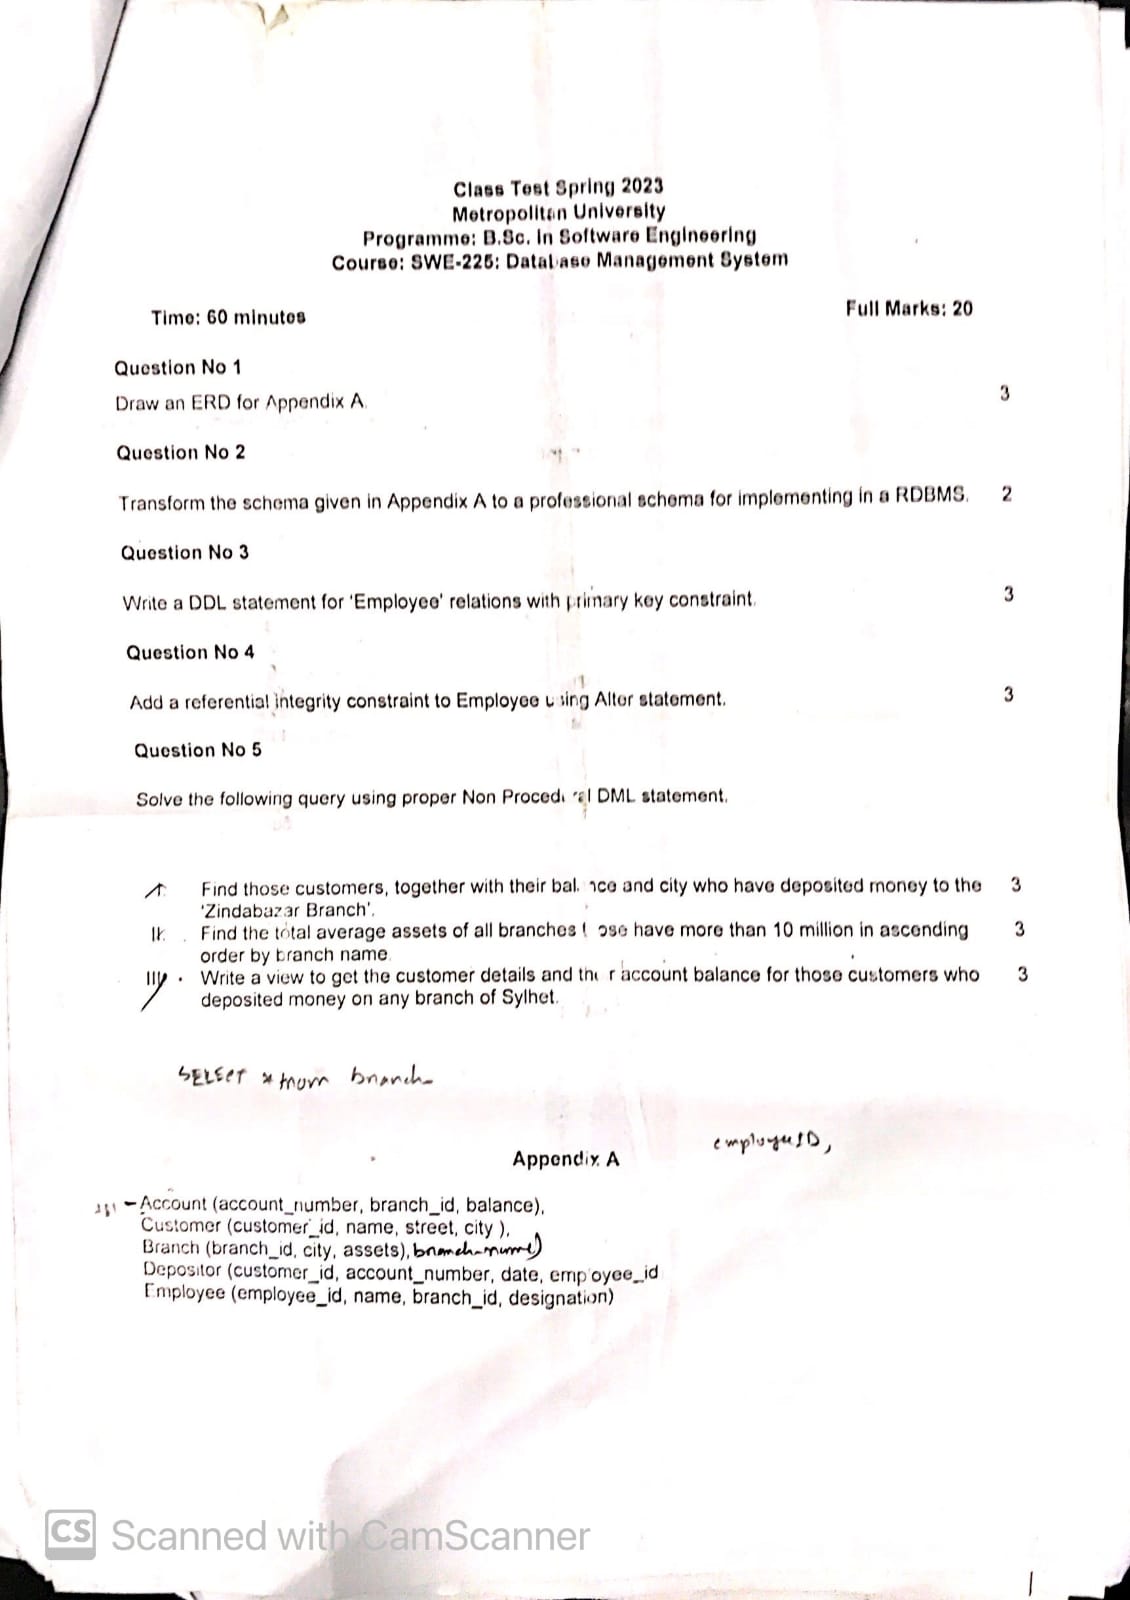 Class Test Spring 2023
Metropolitan University
Programme: B.Sc. in Software Engineering
Course: SWE-225: Database Management System
Time: 60 minutes
Full Marks: 20
Question No 1
Draw an ERD for Appendix A. 3
Question No 2
Transform the schema given in Appendix A to a professional schema for implementing in a RDBMS. 2
Question No 3
Write a DDL statement for 'Employee' relations with primary key constraint. 3
Question No 4
Add a referential integrity constraint to Employee using Alter statement. 3
Question No 5
Solve the following query using proper Non Procedural DML statement.
I. Find those customers, together with their balance and city who have deposited money to the 3
'Zindabazar Branch'.
II. Find the total average assets of all branches those have more than 10 million in ascending 3
order by branch name.
III. Write a view to get the customer details and their account balance for those customers who 3
deposited money on any branch of Sylhet.
SELECT * from branch
employeeID,
Appendix A
Account (account_number, branch_id, balance),
Customer (customer_id, name, street, city ),
Branch (branch_id, city, assets), branch-name)
Depositor (customer_id, account_number, date, employee_id
Employee (employee_id, name, branch_id, designation)
CS Scanned with CamScanner